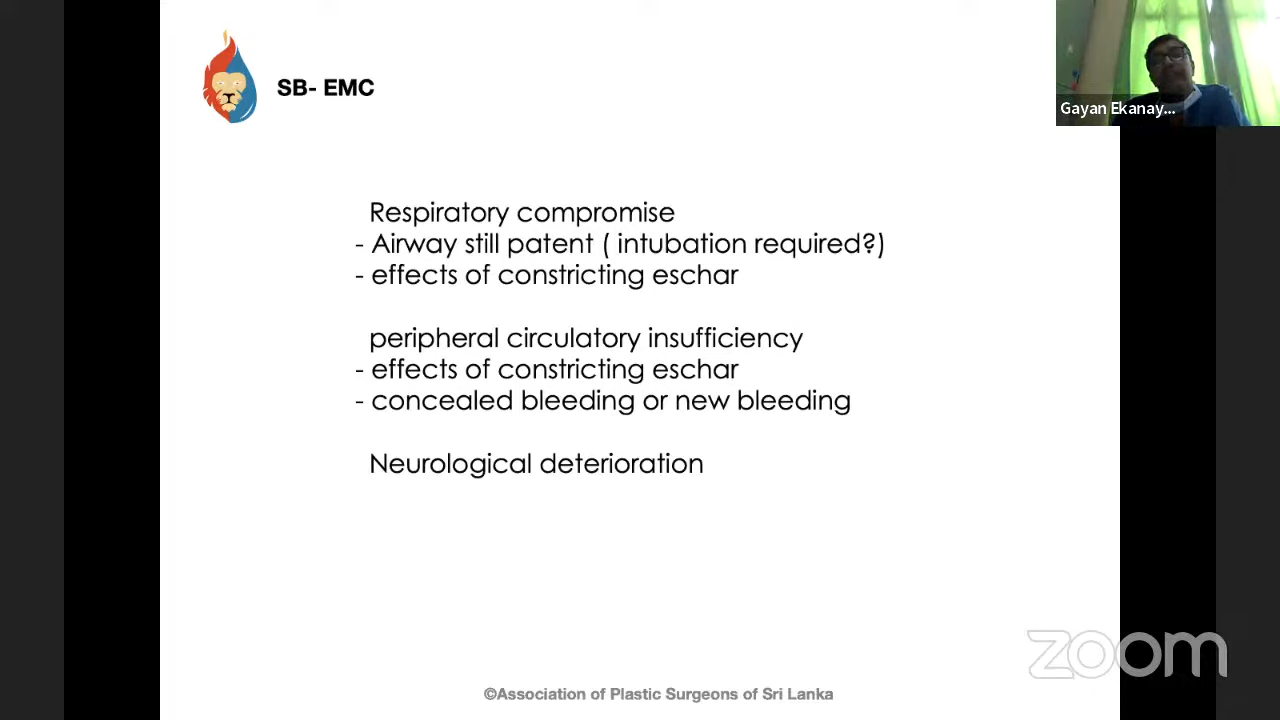 SB- EMC
Gayan Ekanay...
Respiratory compromise
- Airway still patent ( intubation required?)
- effects of constricting eschar
peripheral circulatory insufficiency
- effects of constricting eschar
- concealed bleeding or new bleeding
Neurological deterioration
zoom
©Association of Plastic Surgeons of Sri Lanka